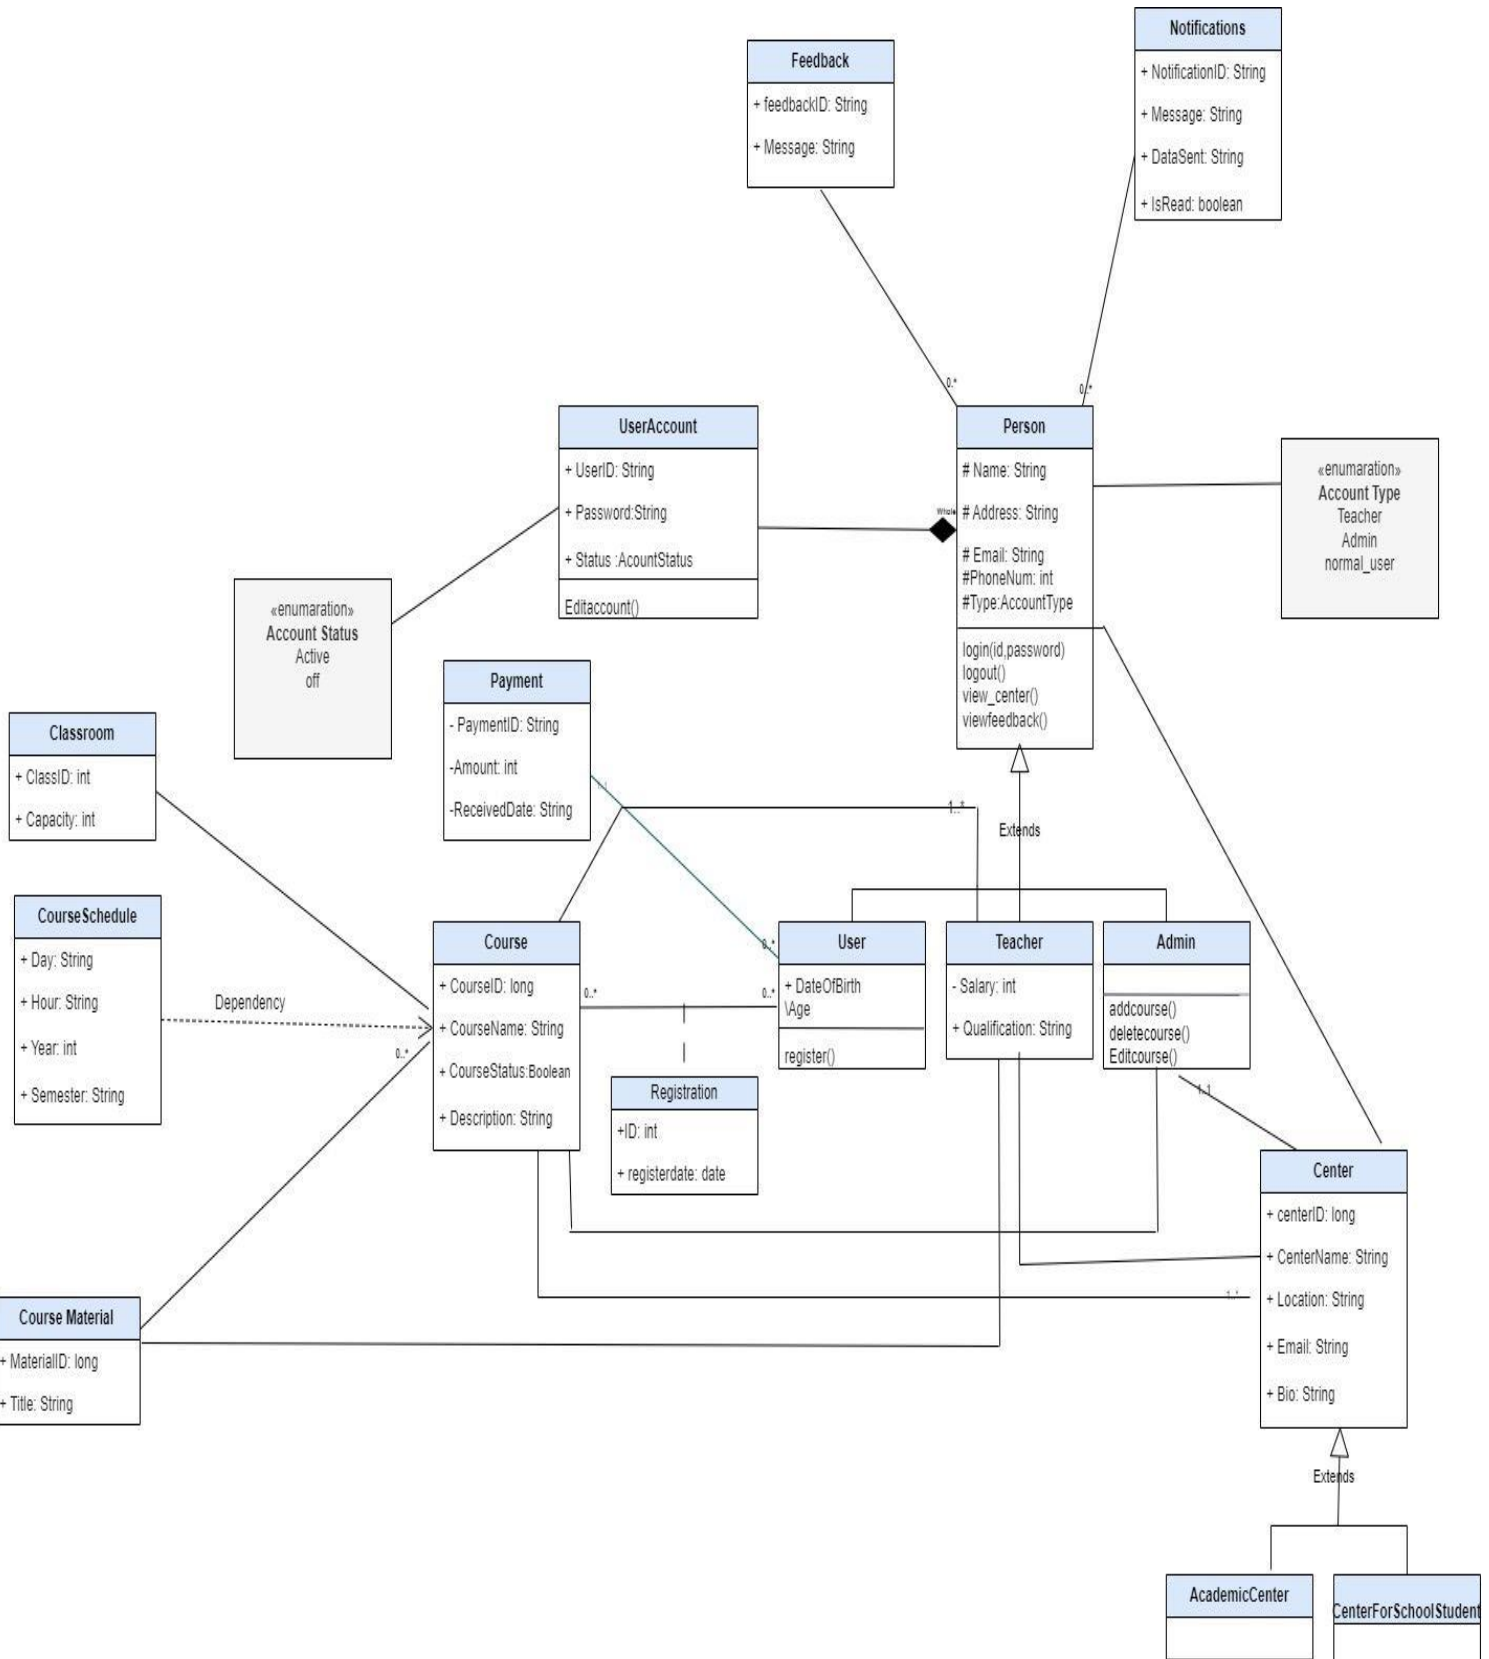 Notifications
+ NotificationID: String
+ Message: String
+ DataSent: String
+ IsRead: boolean
Feedback
+ feedbackID: String
+ Message: String
0..*
0..*
UserAccount
+ UserID: String
+ Password:String
+ Status :AcountStatus
Editaccount()
Whole
Person
# Name: String
# Address: String
# Email: String
#PhoneNum: int
#Type:AccountType
login(id,password)
logout()
view_center()
viewfeedback()
«enumaration»
Account Type
Teacher
Admin
normal_user
«enumaration»
Account Status
Active
off
Payment
- PaymentID: String
-Amount: int
-ReceivedDate: String
Classroom
+ ClassID: int
+ Capacity: int
1..*
Extends
CourseSchedule
+ Day: String
+ Hour: String
+ Year: int
+ Semester: String
Dependency
0..*
Course
+ CourseID: long
+ CourseName: String
+ CourseStatus:Boolean
+ Description: String
0..*
0..*
0..*
User
+ DateOfBirth
\Age
register()
Teacher
- Salary: int
+ Qualification: String
Admin
addcourse()
deletecourse()
Editcourse()
1..1
Registration
+ID: int
+ registerdate: date
Center
+ centerID: long
+ CenterName: String
+ Location: String
+ Email: String
+ Bio: String
1..*
Course Material
+ MaterialID: long
+ Title: String
Extends
AcademicCenter
CenterForSchoolStudent